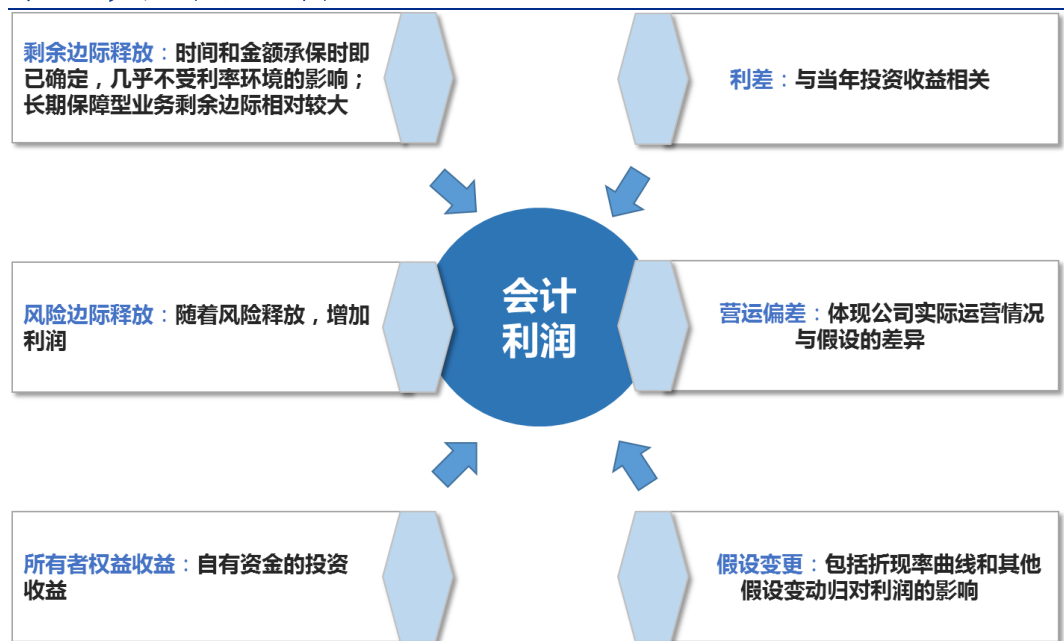 剩余边际释放：时间和金额承保时即
已确定，几乎不受利率环境的影响；
长期保障型业务剩余边际相对较大
利差：与当年投资收益相关
风险边际释放：随着风险释放，增加
利润
会计
利润
营运偏差：体现公司实际运营情况
与假设的差异
所有者权益收益：自有资金的投资
收益
假设变更：包括折现率曲线和其他
假设变动归对利润的影响